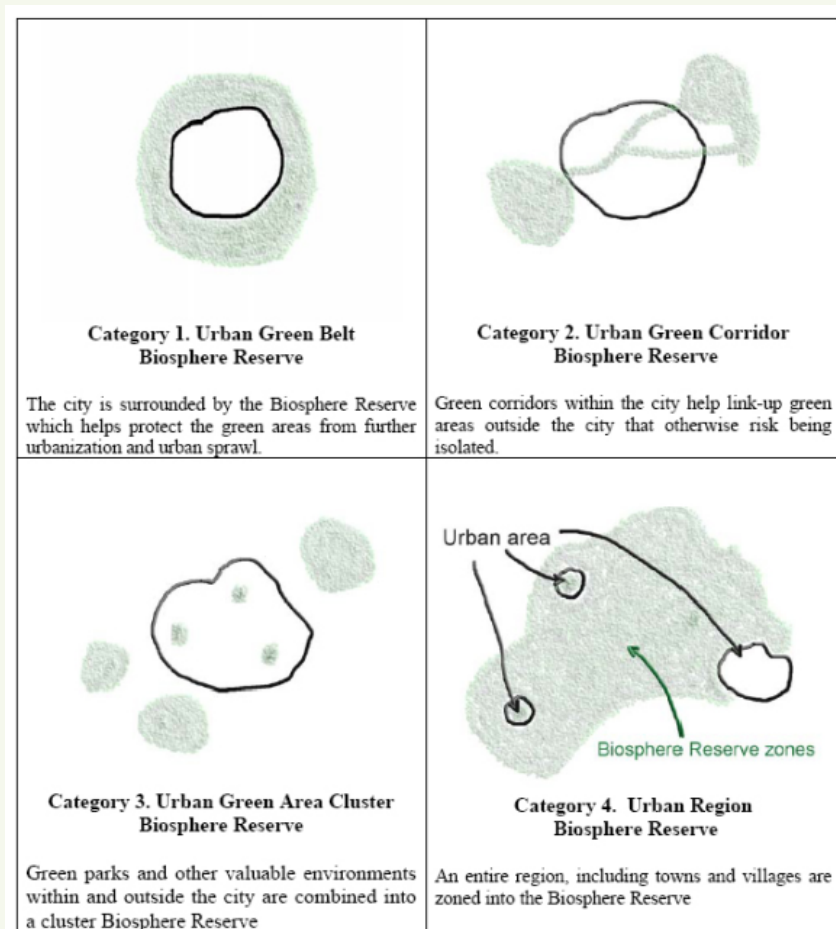 Category 1. Urban Green Belt
Biosphere Reserve
The city is surrounded by the Biosphere Reserve
which helps protect the green areas from further
urbanization and urban sprawl.
Category 2. Urban Green Corridor
Biosphere Reserve
Green corridors within the city help link-up green
areas outside the city that otherwise risk being
isolated.
Category 3. Urban Green Area Cluster
Biosphere Reserve
Green parks and other valuable environments
within and outside the city are combined into
a cluster Biosphere Reserve
Urban area
Biosphere Reserve zones
Category 4. Urban Region
Biosphere Reserve
An entire region, including towns and villages are
zoned into the Biosphere Reserve